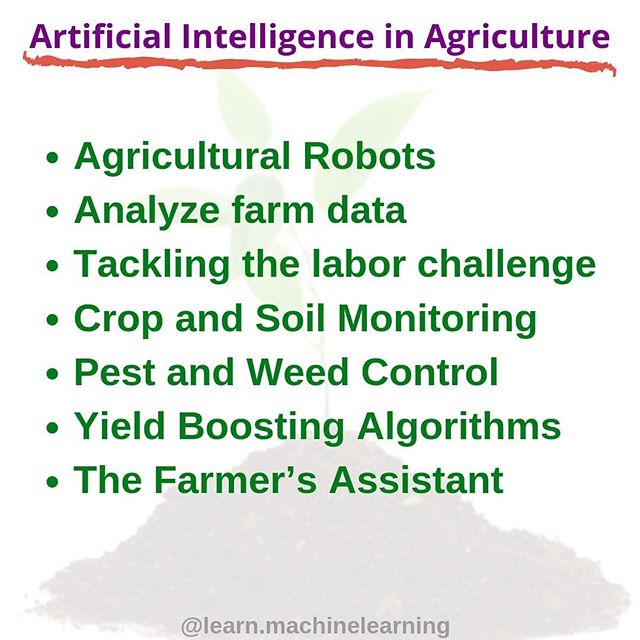 Artificial Intelligence in Agriculture
• Agricultural Robots
• Analyze farm data
• Tackling the labor challenge
• Crop and Soil Monitoring
• Pest and Weed Control
• Yield Boosting Algorithms
• The Farmer’s Assistant
@learn.machinelearning